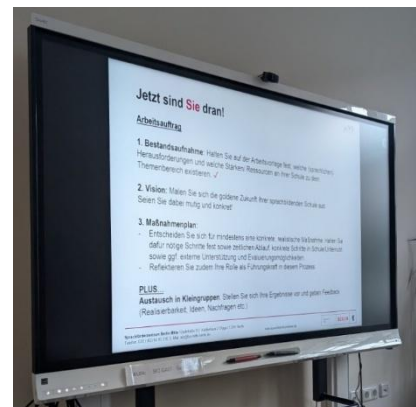 Jetzt sind Sie dran!
Arbeitsauftrag
1. Bestandsaufnahme: Halten Sie auf der Arbeitsvorlage fest, welche (sprachlichen)
Herausforderungen und welche Stärken/ Ressourcen an Ihrer Schule zu dem
Themenbereich existieren. ✓
2. Vision: Malen Sie sich die goldene Zukunft Ihrer sprachbildenden Schule aus.
Seien Sie dabei mutig und konkret!
3. Maßnahmenplan:
- Entscheiden Sie sich für mindestens eine konkrete, realistische Maßnahme. Halten Sie
dafür nötige Schritte fest sowie zeitlichen Ablauf, konkrete Schritte in Schule/Unterricht
sowie ggf. externe Unterstützung und Evaluierungsmöglichkeiten.
- Reflektieren Sie zudem Ihre Rolle als Führungskraft in diesem Prozess.
PLUS...
Austausch in Kleingruppen: Stellen Sie sich Ihre Ergebnisse vor und geben Feedback
(Realisierbarkeit, Ideen, Nachfragen etc.)